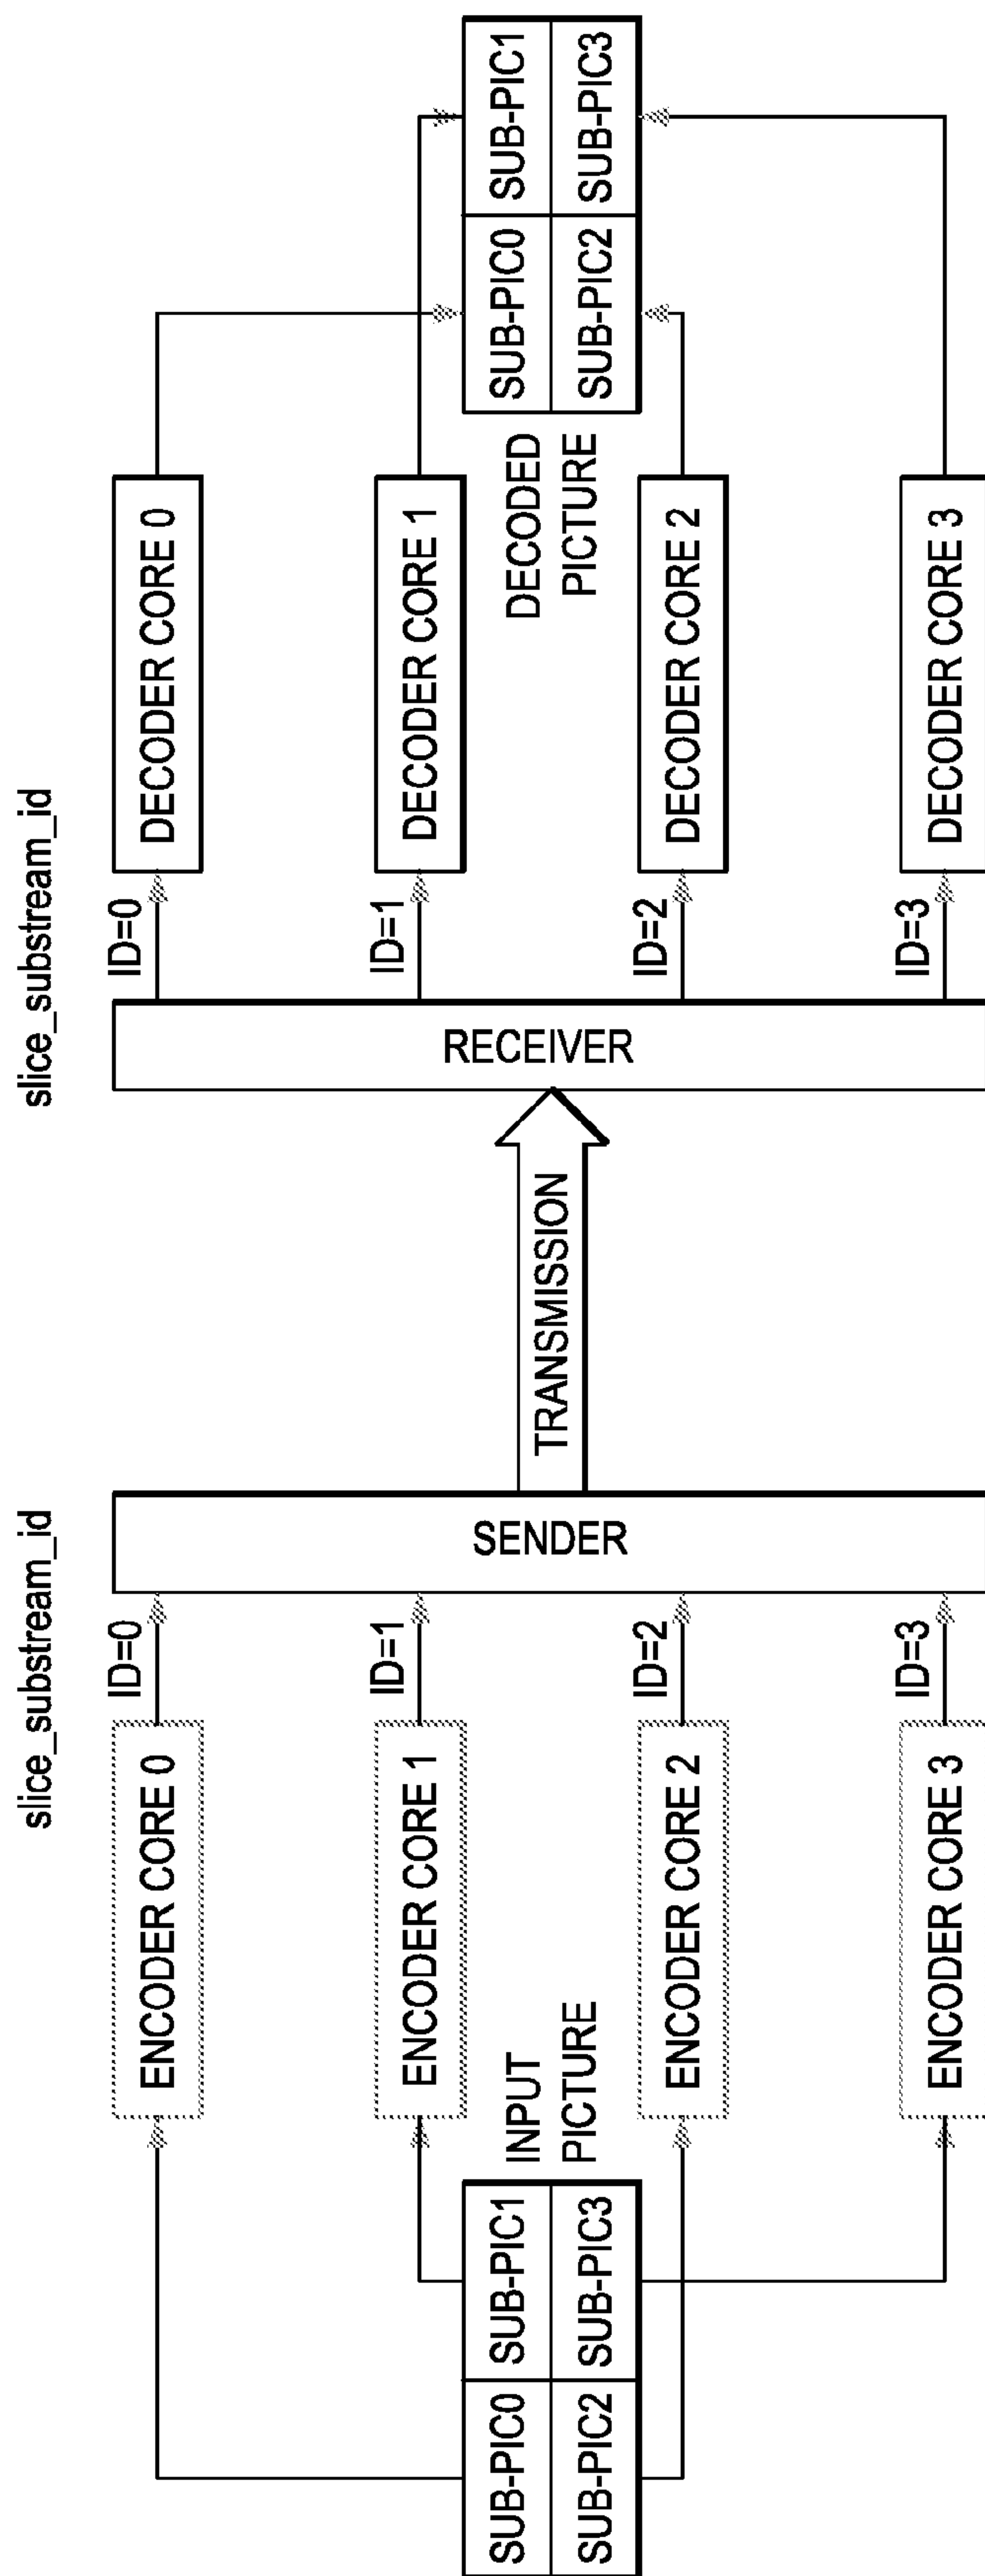 slice_substream_id
slice_substream_id
ENCODER CORE 0
ID=0
ID=0
DECODER CORE 0
ENCODER CORE 1
ID=1
ID=1
DECODER CORE 1
SUB-PIC0
SUB-PIC1
SUB-PIC2
SUB-PIC3
INPUT
PICTURE
SENDER
TRANSMISSION
RECEIVER
DECODED
PICTURE
SUB-PIC0
SUB-PIC1
SUB-PIC2
SUB-PIC3
ENCODER CORE 2
ID=2
ID=2
DECODER CORE 2
ENCODER CORE 3
ID=3
ID=3
DECODER CORE 3